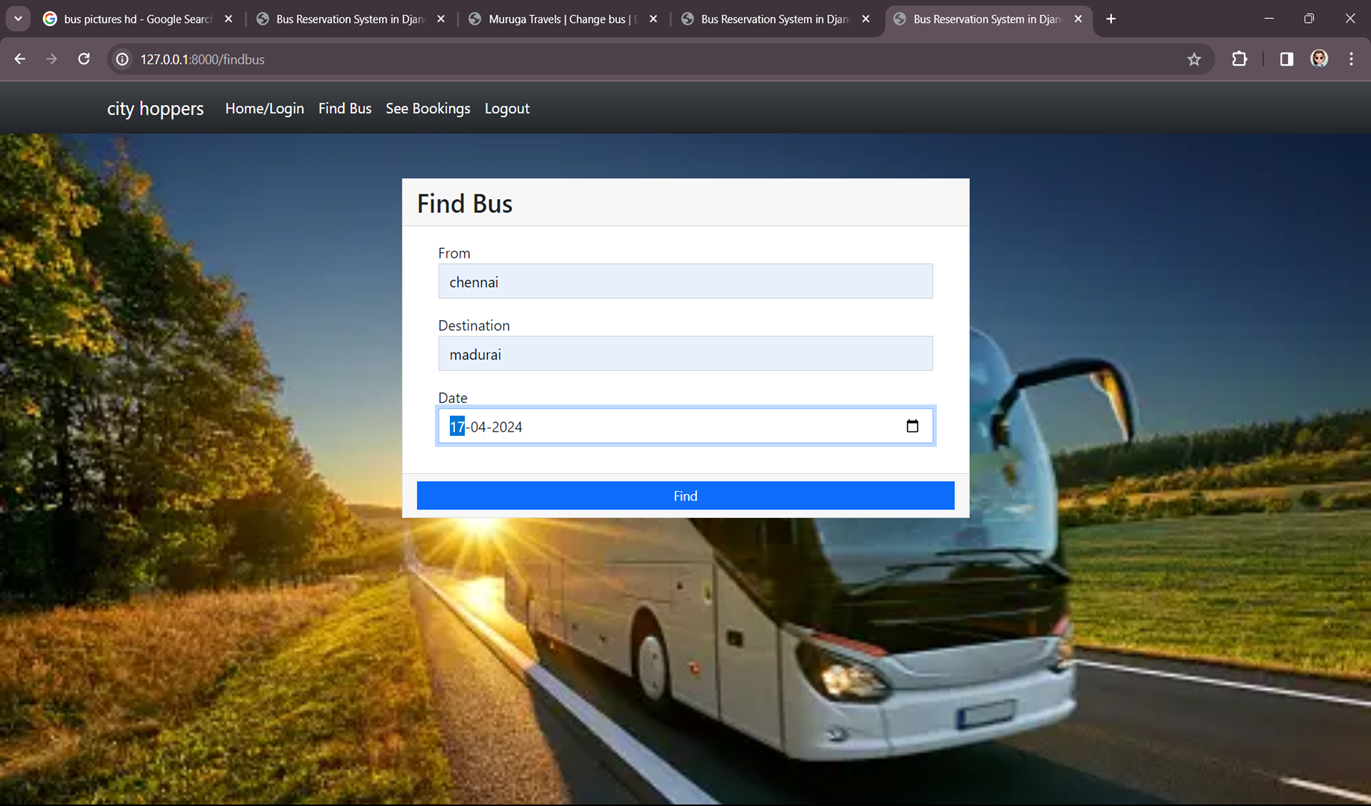 bus pictures hd - Google Searc
Bus Reservation System in Djan
Muruga Travels | Change bus | D
Bus Reservation System in Djan
Bus Reservation System in Djan
127.0.0.1:8000/findbus
city hoppers Home/Login Find Bus See Bookings Logout
Find Bus
From
chennai
Destination
madurai
Date
17-04-2024
Find